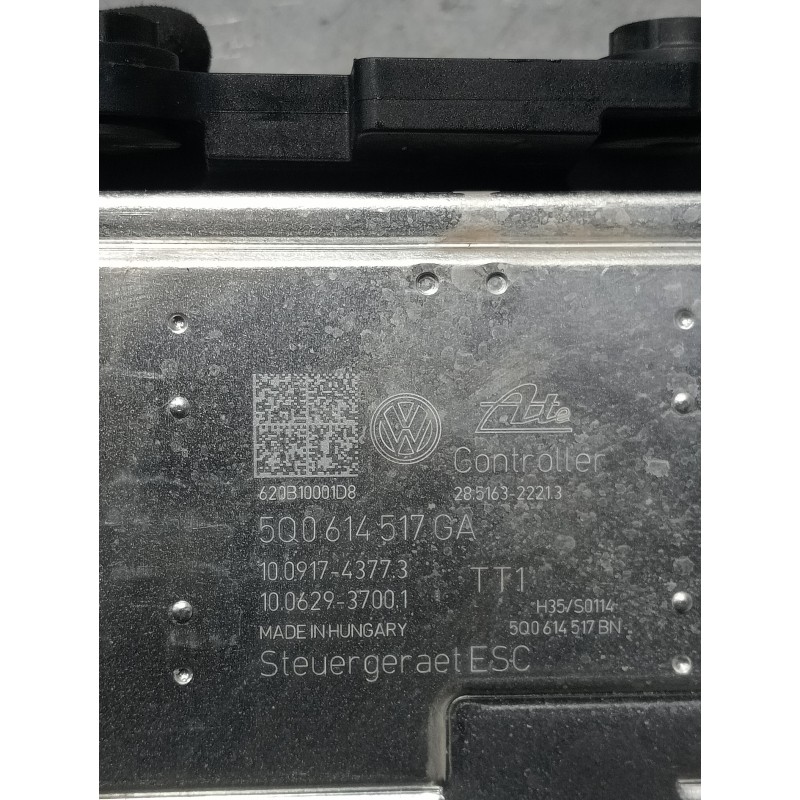 VW
Ate
Controller
620B10001D8
28.5163-2221.3
5Q0 614 517 GA
10.0917-4377.3
TT1
10.0629-3700.1
H35/S0114
MADE IN HUNGARY
5Q0 614 517 BN
Steuergeraet ESC